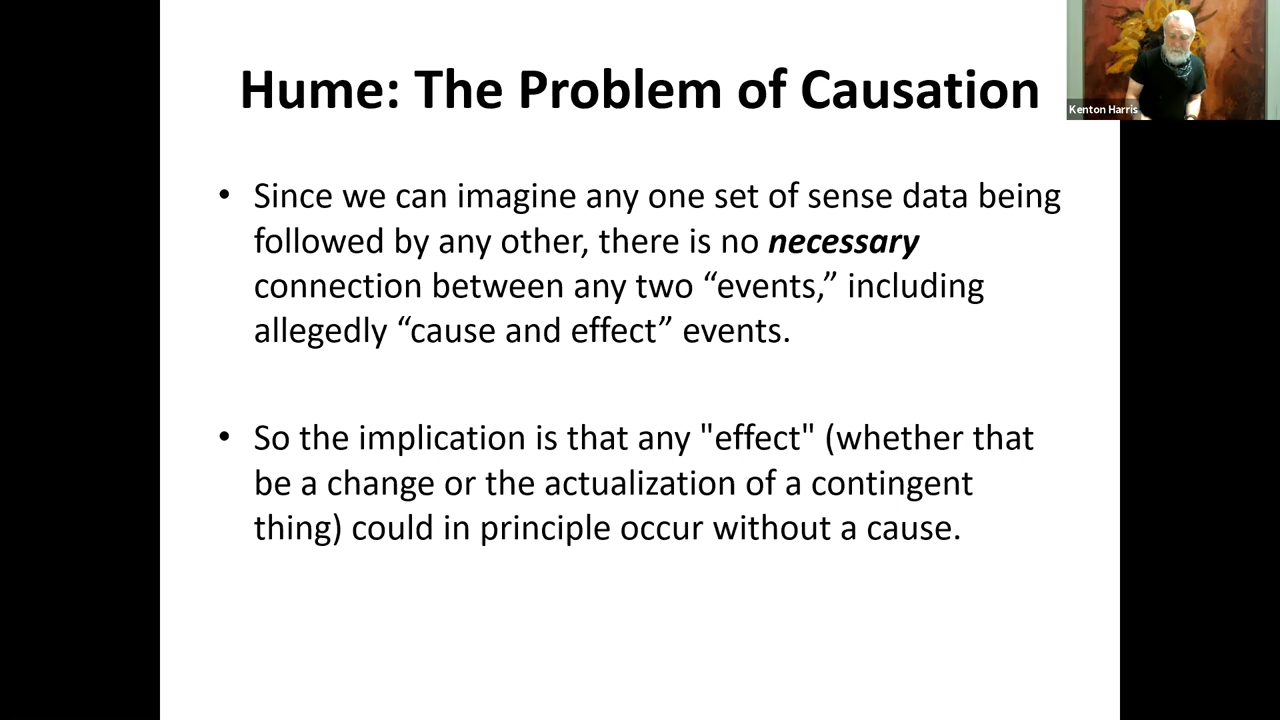 Hume: The Problem of Causation
Kenton Harris
• Since we can imagine any one set of sense data being
followed by any other, there is no necessary
connection between any two “events,” including
allegedly “cause and effect” events.
• So the implication is that any "effect" (whether that
be a change or the actualization of a contingent
thing) could in principle occur without a cause.